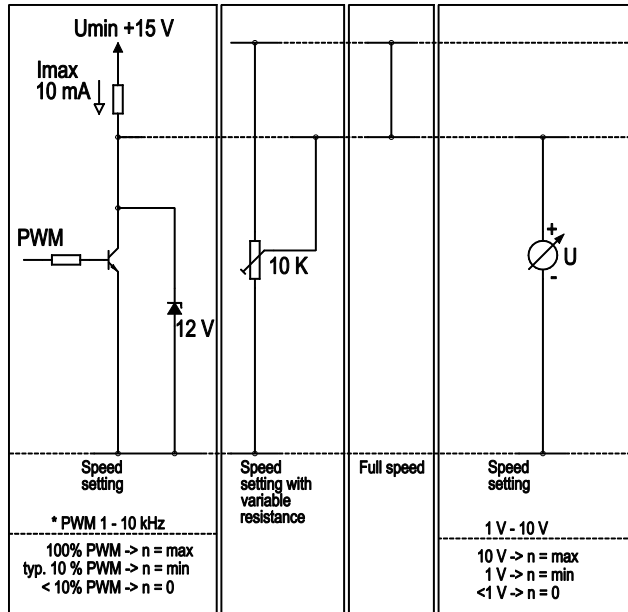 Umin +15 V
Imax
10 mA
PWM
12 V
10 K
+
U
-
Speed
setting
* PWM 1 - 10 kHz
100% PWM -> n = max
typ. 10 % PWM -> n = min
< 10% PWM -> n = 0
Speed
setting with
variable
resistance
Full speed
Speed
setting
1 V - 10 V
10 V -> n = max
1 V -> n = min
<1 V -> n = 0